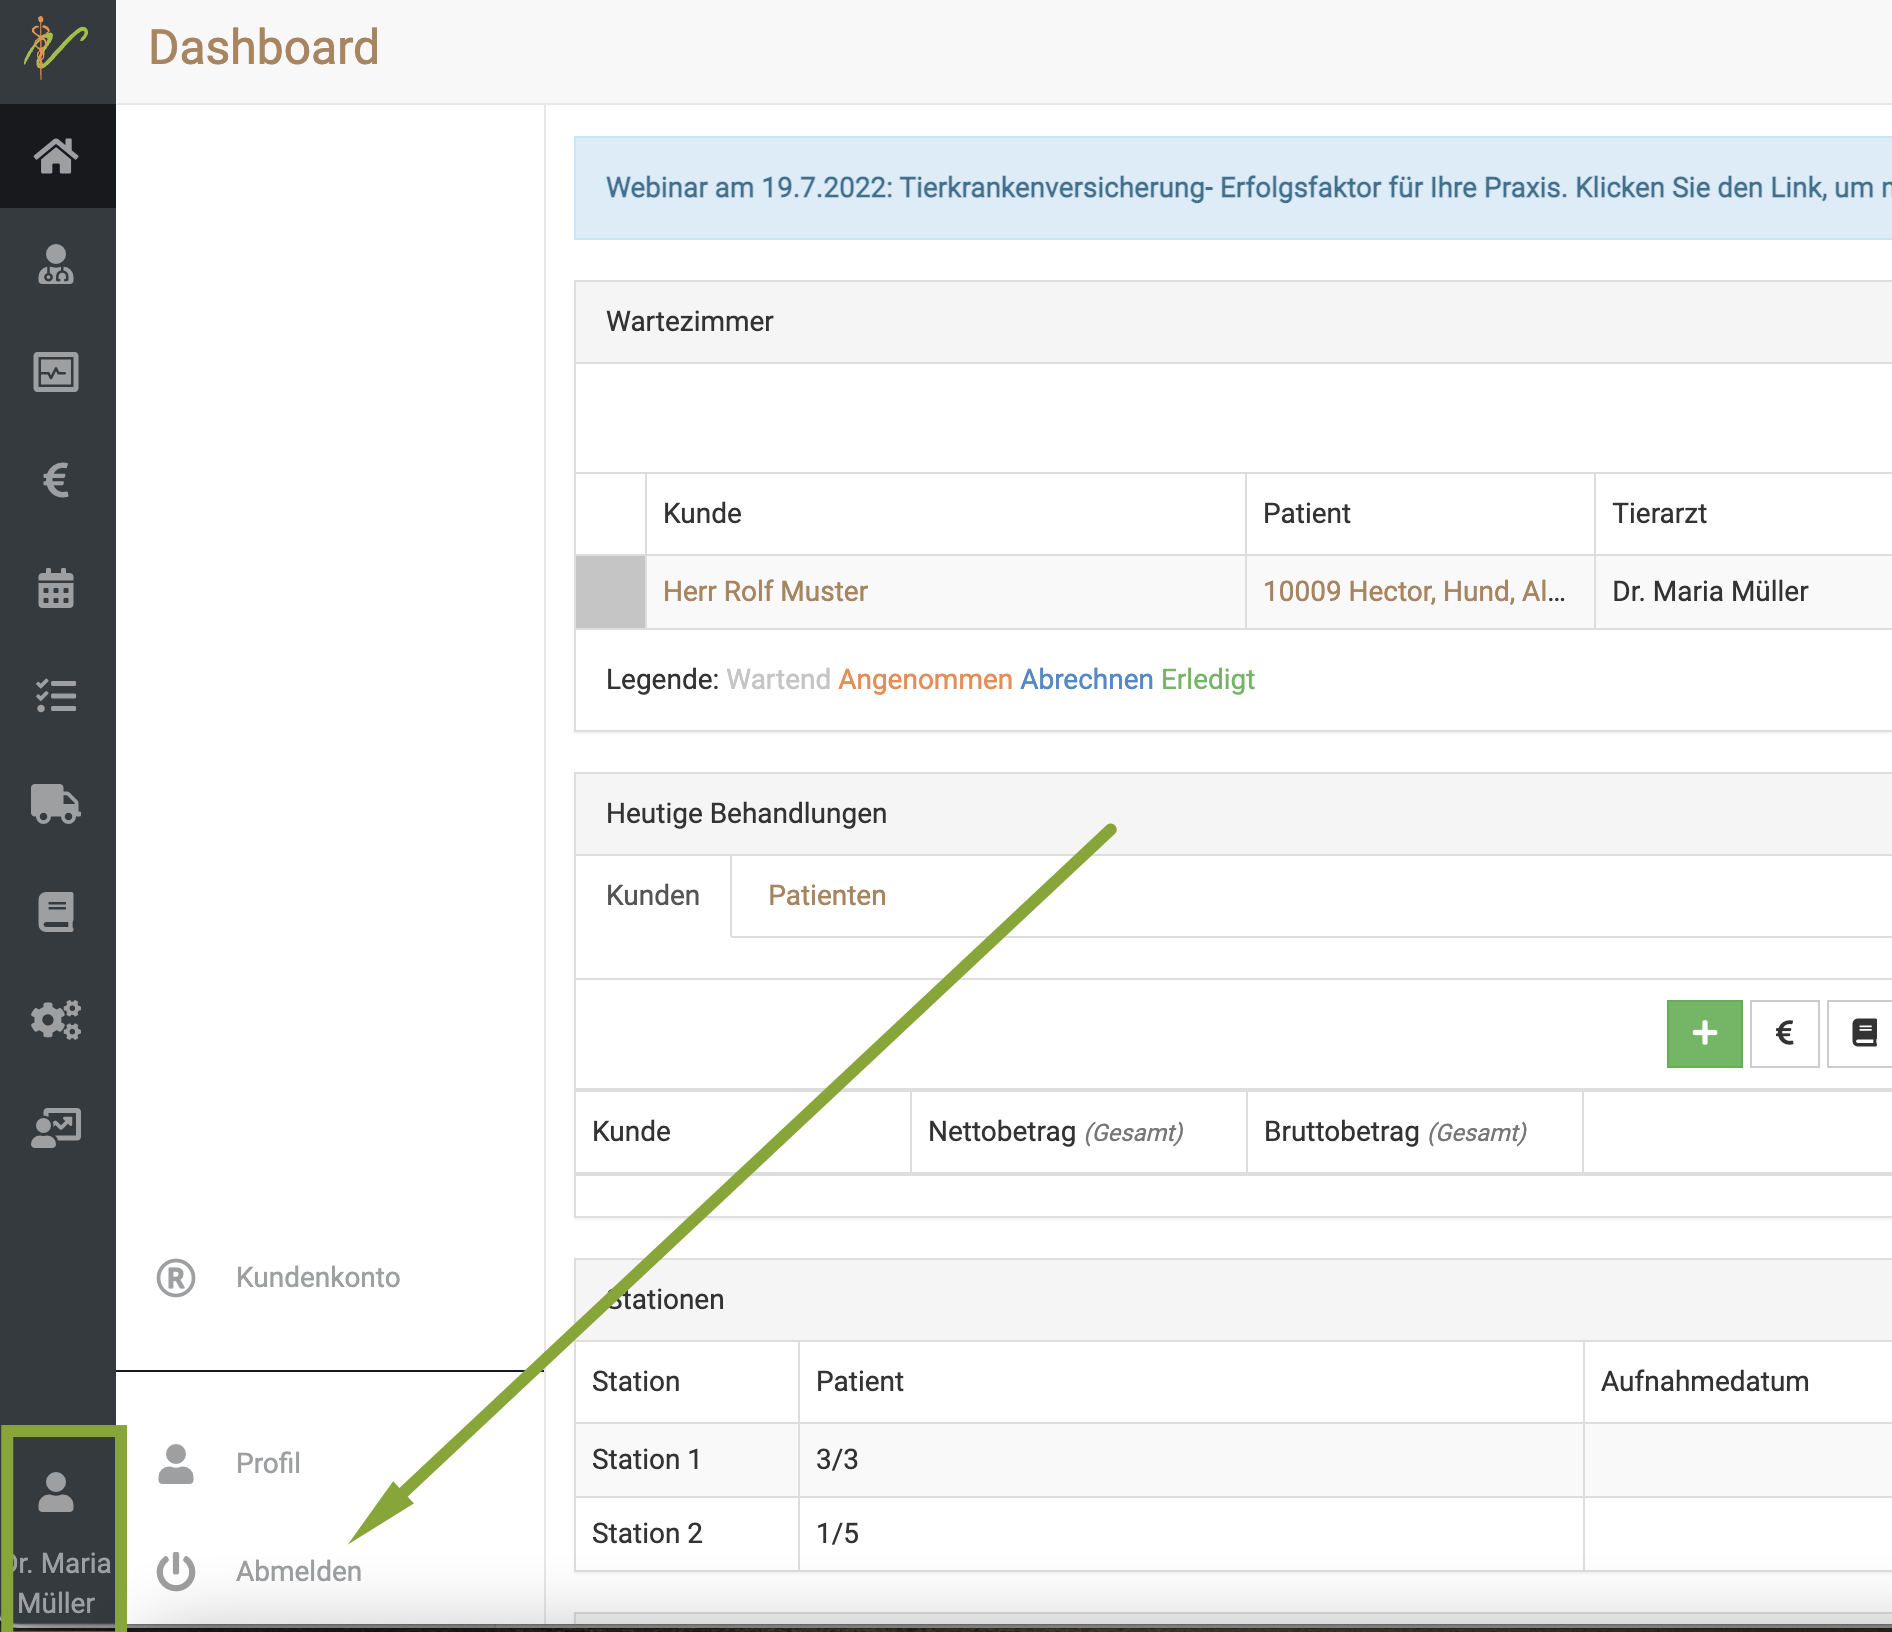 Dashboard
Webinar am 19.7.2022: Tierkrankenversicherung- Erfolgsfaktor für Ihre Praxis. Klicken Sie den Link, um
Wartezimmer
Kunde Patient Tierarzt
Herr Rolf Muster 10009 Hector, Hund, Al... Dr. Maria Müller
Legende: Wartend Angenommen Abrechnen Erledigt
Heutige Behandlungen
Kunden Patienten
+ €
Kunde Nettobetrag (Gesamt) Bruttobetrag (Gesamt)
Kundenkonto
Stationen
Station Patient Aufnahmedatum
Station 1 3/3
Station 2 1/5
Profil
Abmelden
Dr. Maria
Müller